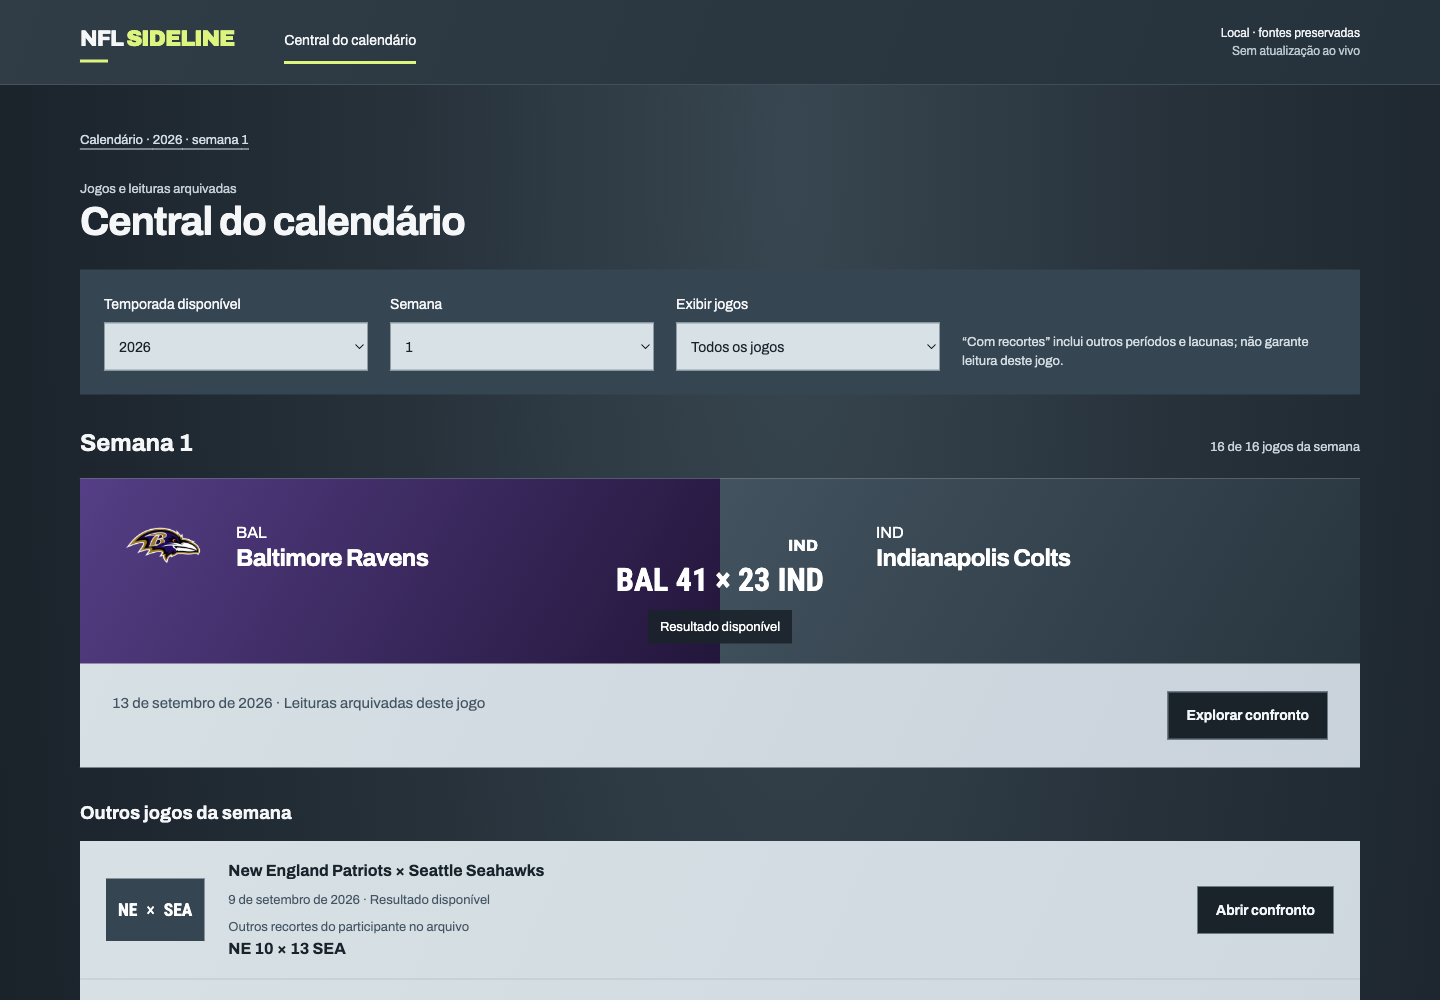 NFL SIDELINE
Central do calendário
Local · fontes preservadas
Sem atualização ao vivo
Calendário · 2026 · semana 1
Jogos e leituras arquivadas
Central do calendário
Temporada disponível
Semana
Exibir jogos
2026
1
Todos os jogos
“Com recortes” inclui outros períodos e lacunas; não garante
leitura deste jogo.
Semana 1
16 de 16 jogos da semana
BAL
Baltimore Ravens
IND
IND
Indianapolis Colts
BAL 41 × 23 IND
Resultado disponível
13 de setembro de 2026 · Leituras arquivadas deste jogo
Explorar confronto
Outros jogos da semana
NE × SEA
New England Patriots × Seattle Seahawks
9 de setembro de 2026 · Resultado disponível
Outros recortes do participante no arquivo
NE 10 × 13 SEA
Abrir confronto